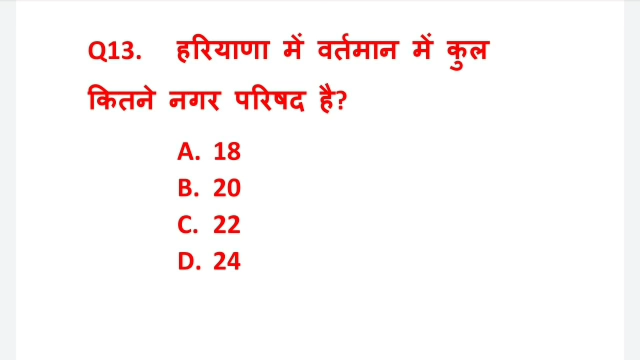 Q13. हरियाणा में वर्तमान में कुल
कितने नगर परिषद है?
A. 18
B. 20
C. 22
D. 24